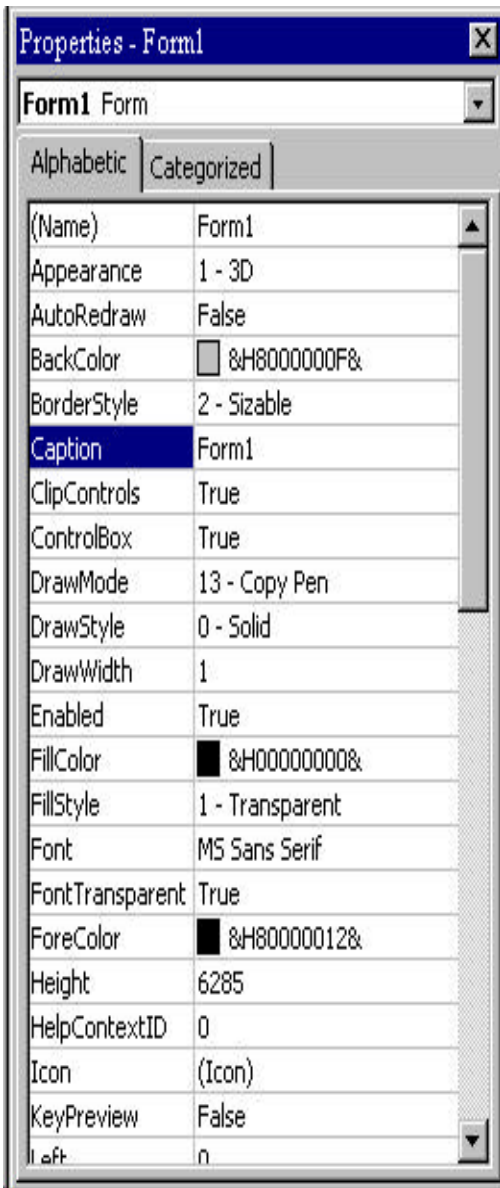 Properties - Form1
Form1 Form
Alphabetic Categorized
(Name) Form1
Appearance 1 - 3D
AutoRedraw False
BackColor &H8000000F&
BorderStyle 2 - Sizable
Caption Form1
ClipControls True
ControlBox True
DrawMode 13 - Copy Pen
DrawStyle 0 - Solid
DrawWidth 1
Enabled True
FillColor &H00000000&
FillStyle 1 - Transparent
Font MS Sans Serif
FontTransparent True
ForeColor &H80000012&
Height 6285
HelpContextID 0
Icon (Icon)
KeyPreview False
Left 0